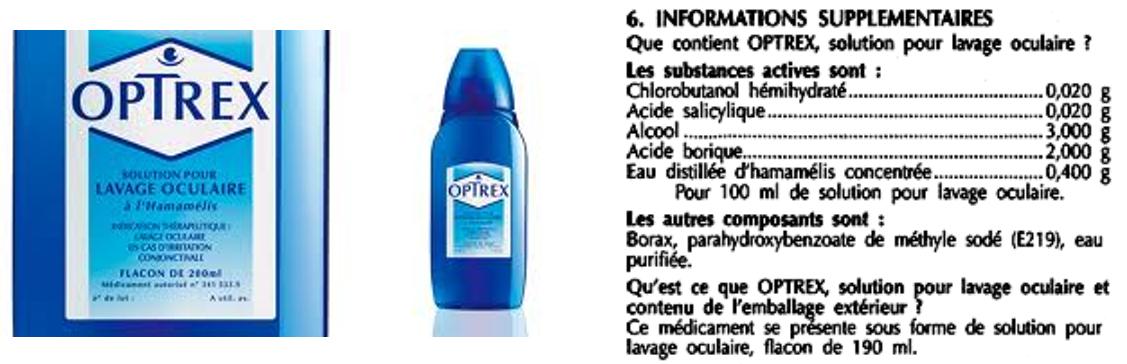 OPTREX
SOLUTION POUR
LAVAGE OCULAIRE
à l'Hamamélis
INDICATION THÉRAPEUTIQUE :
LAVAGE OCULAIRE
EN CAS D'IRRITATION
CONJONCTIVALE
FLACON DE 200ml
Médicament autorisé n°
n° de lot :
A util. av.
OPTREX
6. INFORMATIONS SUPPLEMENTAIRES
Que contient OPTREX, solution pour lavage oculaire ?
Les substances actives sont :
Chlorobutanol hémihydraté..........................................0,020 g
Acide salicylique............................................................0,020 g
Alcool ...........................................................................3,000 g
Acide borique.................................................................2,000 g
Eau distillée d'hamamélis concentrée........................0,400 g
Pour 100 ml de solution pour lavage oculaire.
Les autres composants sont :
Borax, parahydroxybenzoate de méthyle sodé (E219), eau
purifiée.
Qu'est ce que OPTREX, solution pour lavage oculaire et
contenu de l'emballage extérieur ?
Ce médicament se présente sous forme de solution pour
lavage oculaire, flacon de 190 ml.